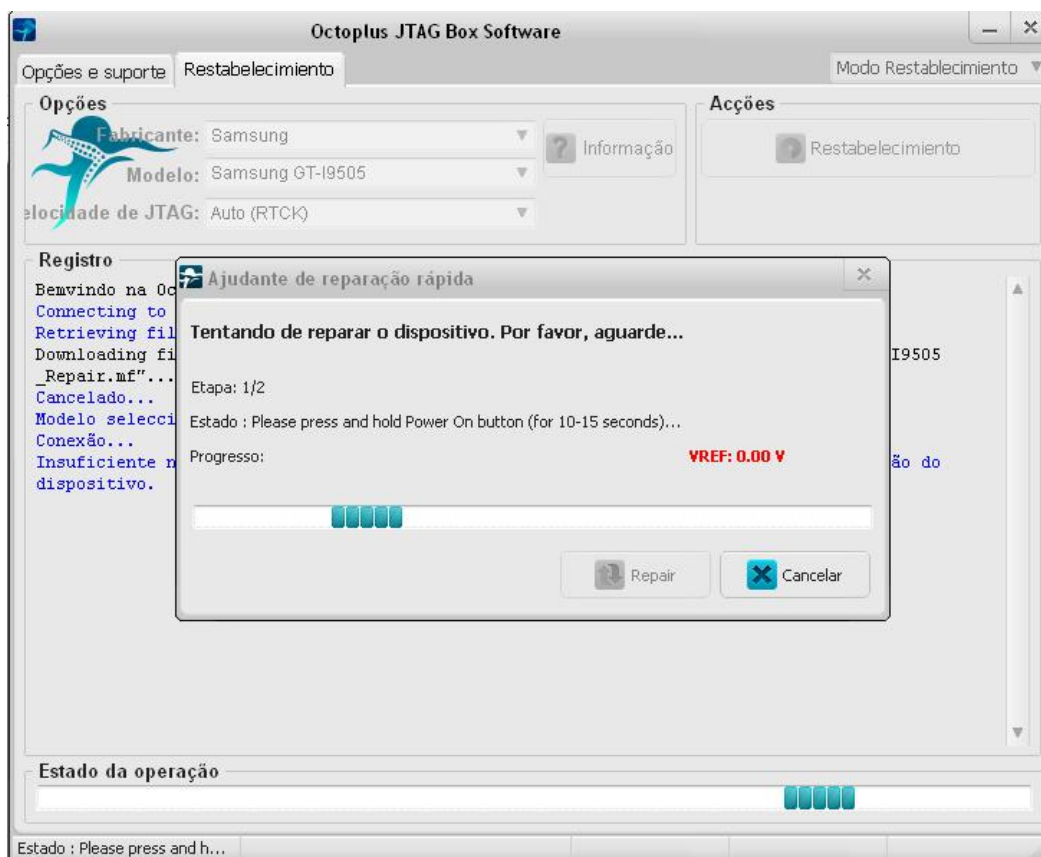 Octoplus JTAG Box Software
Opções e suporte
Restabelecimiento
Modo Restablecimiento
Opções
Fabricante: Samsung
Informação
Modelo: Samsung GT-I9505
elocidade de JTAG: Auto (RTCK)
Acções
Restabelecimiento
Registro
Bemvindo na Oc
Connecting to
Retrieving fil
Downloading fi I9505
_Repair.mf"...
Cancelado...
Modelo selecci
Conexão...
Insuficiente n ão do
dispositivo.
Ajudante de reparação rápida
Tentando de reparar o dispositivo. Por favor, aguarde...
Etapa: 1/2
Estado : Please press and hold Power On button (for 10-15 seconds)...
Progresso: VREF: 0.00 V
Repair
Cancelar
Estado da operação
Estado : Please press and h...